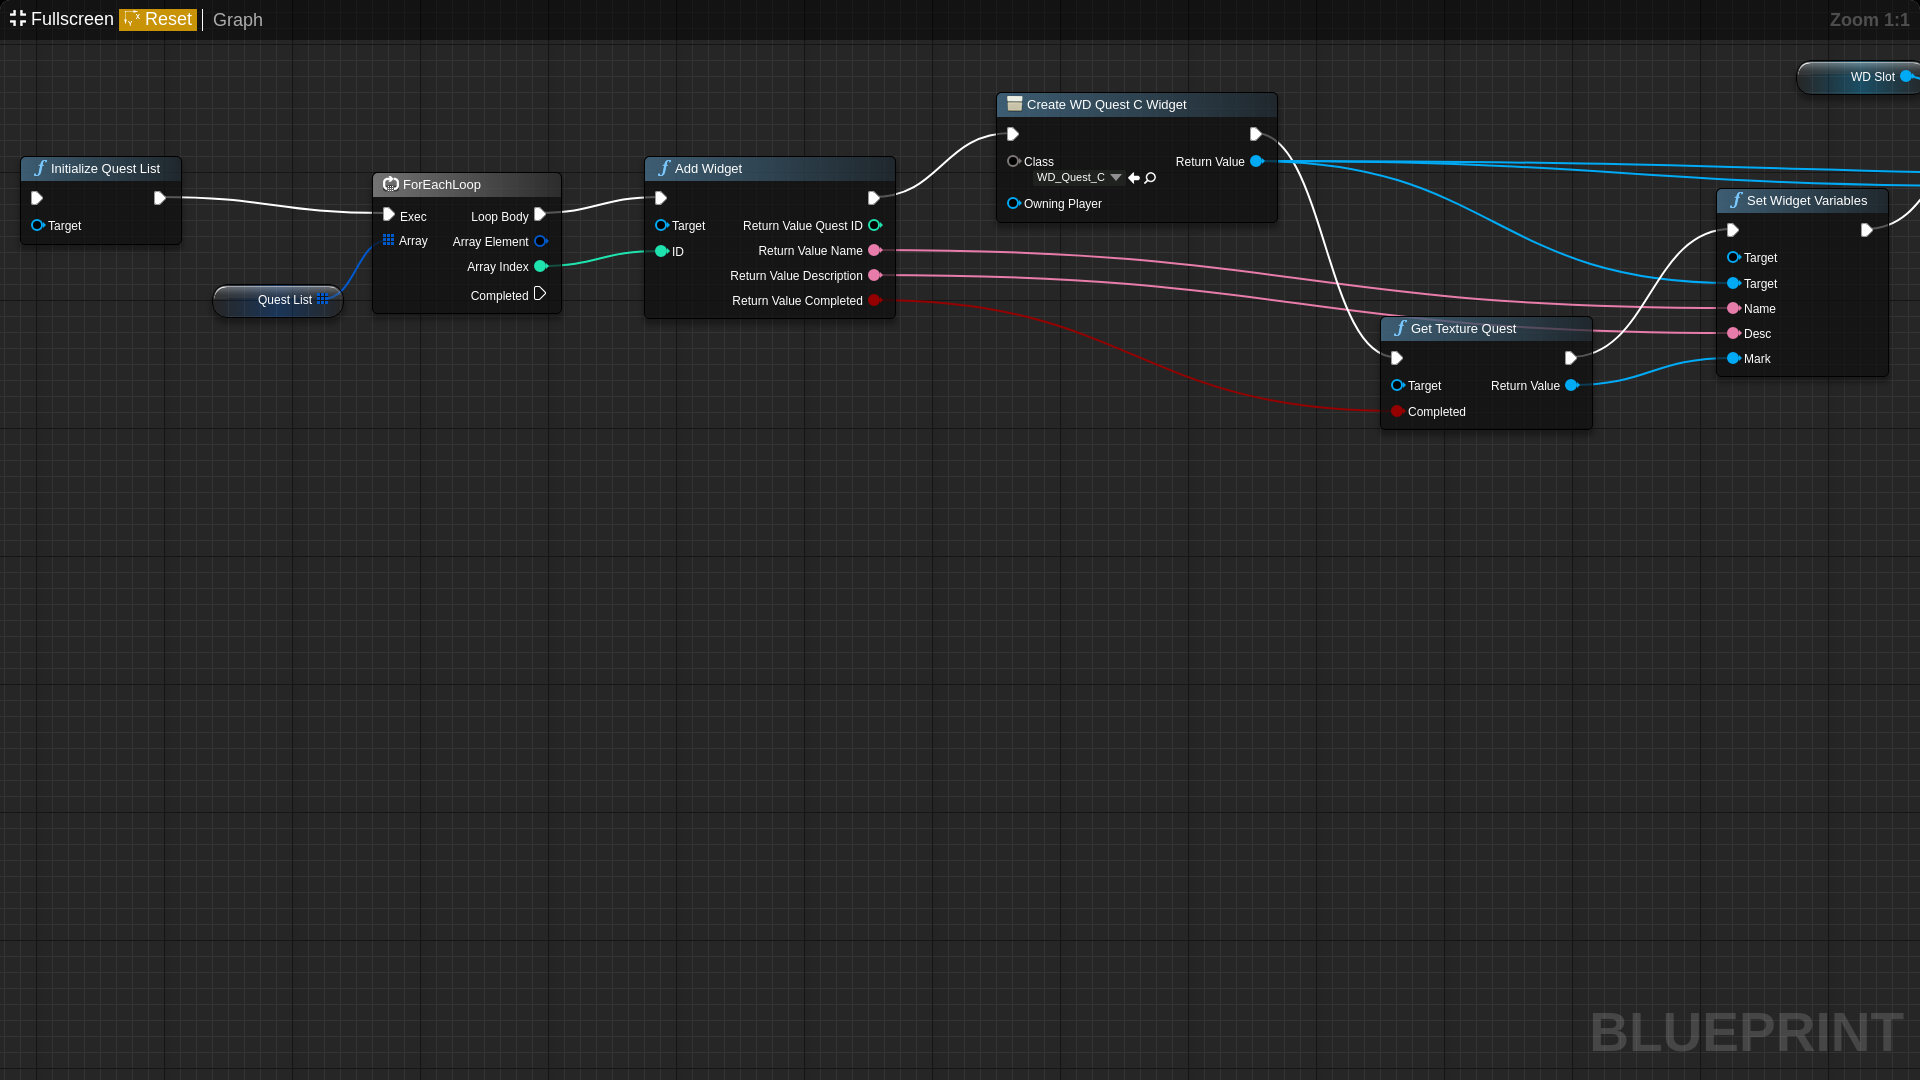 Fullscreen Reset Graph
Zoom 1:1
WD Slot
Create WD Quest C Widget
Class
WD_Quest_C
Owning Player
Return Value
Initialize Quest List
Target
ForEachLoop
Exec
Array
Loop Body
Array Element
Array Index
Completed
Quest List
Add Widget
Target
ID
Return Value Quest ID
Return Value Name
Return Value Description
Return Value Completed
Set Widget Variables
Target
Target
Name
Desc
Mark
Get Texture Quest
Target
Completed
Return Value
BLUEPRINT